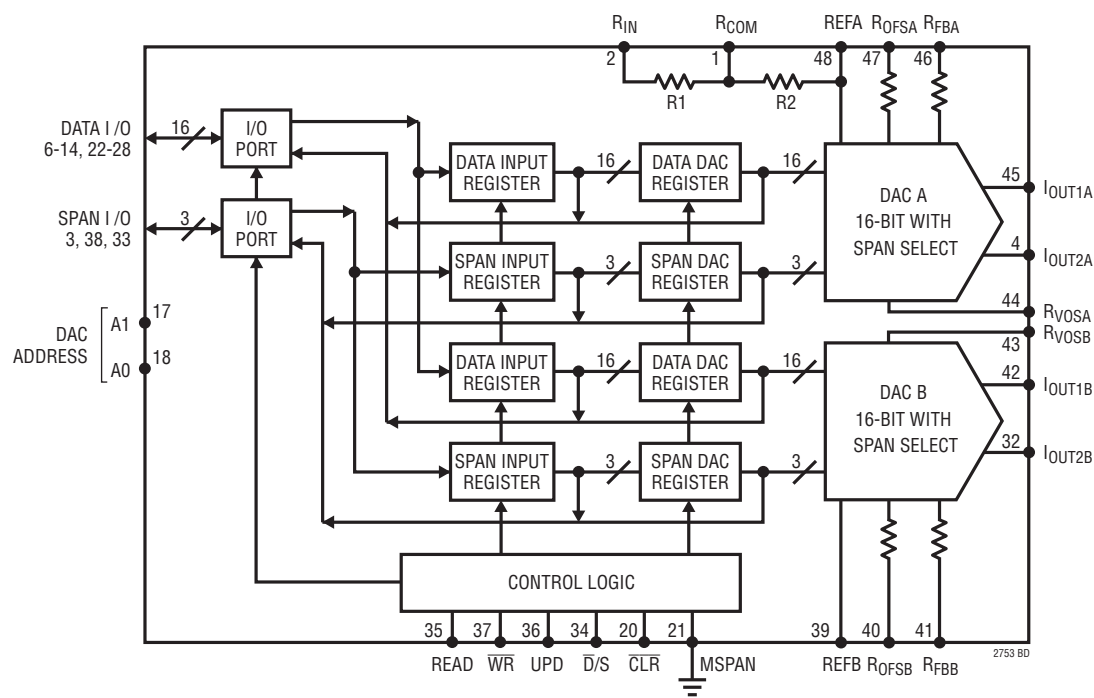 RIN RCOM REFA ROFSA RFBA
2 1 48 47 46
R1 R2
DATA I /O
6-14, 22-28
16
I/O
PORT
SPAN I/O
3, 38, 33
3
I/O
PORT
DAC
ADDRESS
A1 17
A0 18
DATA INPUT
REGISTER
16
DATA DAC
REGISTER
16
SPAN INPUT
REGISTER
3
SPAN DAC
REGISTER
3
DATA INPUT
REGISTER
16
DATA DAC
REGISTER
16
SPAN INPUT
REGISTER
3
SPAN DAC
REGISTER
3
DAC A
16-BIT WITH
SPAN SELECT
45 IOUT1A
4 IOUT2A
44 RVOSA
43 RVOSB
DAC B
16-BIT WITH
SPAN SELECT
42 IOUT1B
32 IOUT2B
CONTROL LOGIC
35 37 36 34 20 21 39 40 41
READ W̅R̅ UPD D̅/S C̅L̅R̅ MSPAN REFB ROFSB RFBB
2753 BD